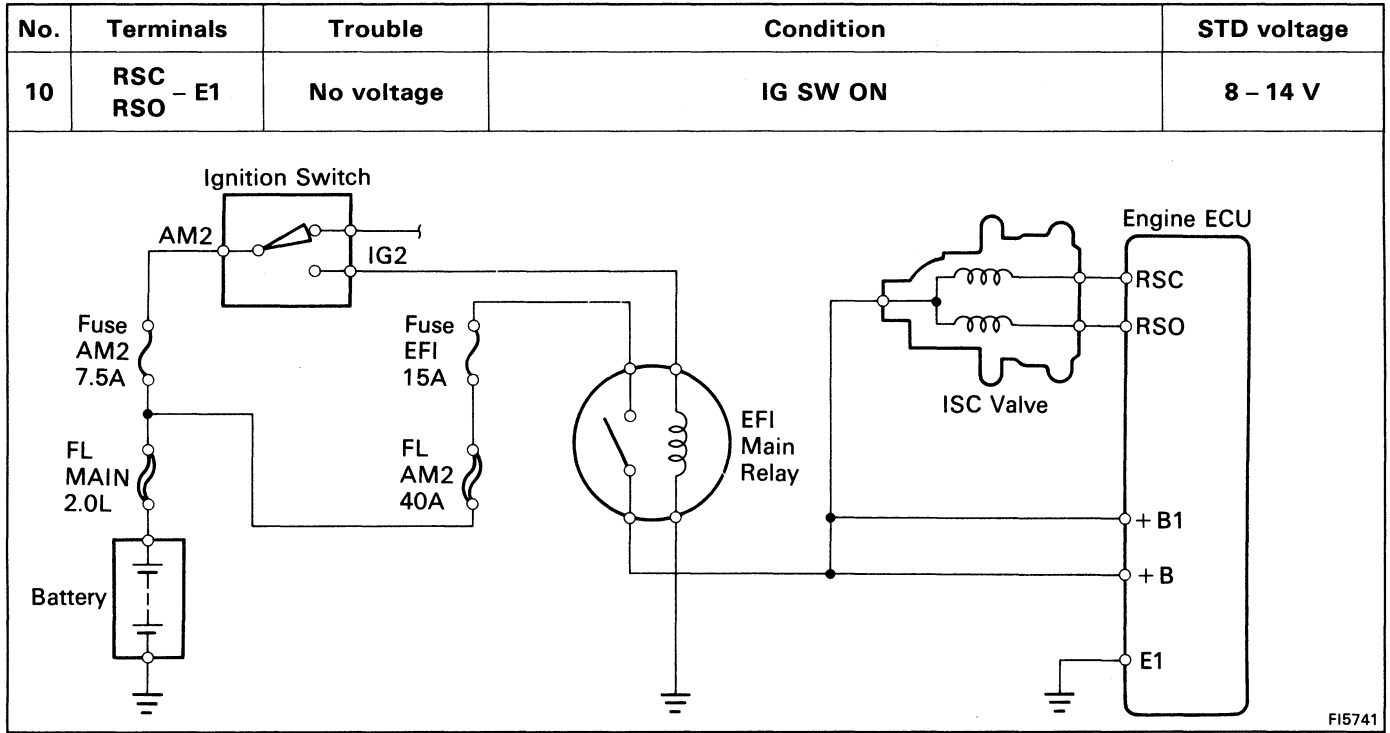 No. Terminals Trouble Condition STD voltage
10 RSC RSO – E1 No voltage IG SW ON 8 – 14 V
Ignition Switch
AM2
IG2
Fuse
AM2
7.5A
Fuse
EFI
15A
FL
MAIN
2.0L
FL
AM2
40A
Battery
EFI
Main
Relay
ISC Valve
Engine ECU
RSC
RSO
+B1
+B
E1
FI5741